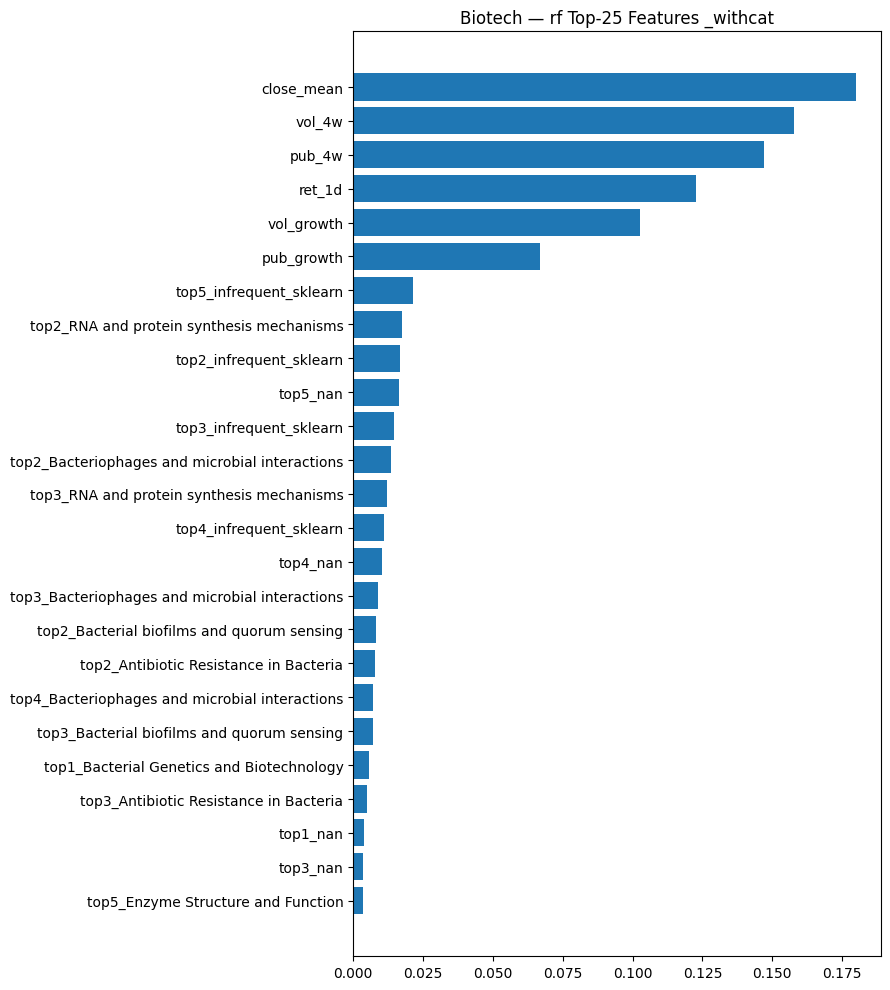 Biotech — rf Top-25 Features _withcat
close_mean
vol_4w
pub_4w
ret_1d
vol_growth
pub_growth
top5_infrequent_sklearn
top2_RNA and protein synthesis mechanisms
top2_infrequent_sklearn
top5_nan
top3_infrequent_sklearn
top2_Bacteriophages and microbial interactions
top3_RNA and protein synthesis mechanisms
top4_infrequent_sklearn
top4_nan
top3_Bacteriophages and microbial interactions
top2_Bacterial biofilms and quorum sensing
top2_Antibiotic Resistance in Bacteria
top4_Bacteriophages and microbial interactions
top3_Bacterial biofilms and quorum sensing
top1_Bacterial Genetics and Biotechnology
top3_Antibiotic Resistance in Bacteria
top1_nan
top3_nan
top5_Enzyme Structure and Function
0.000 0.025 0.050 0.075 0.100 0.125 0.150 0.175